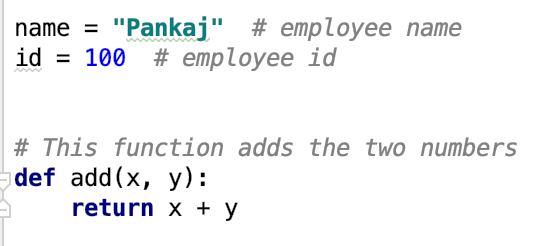 name = "Pankaj"  # employee name
id = 100  # employee id
# This function adds the two numbers
def add(x, y):
    return x + y